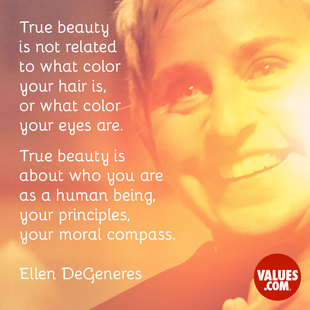 True beauty
is not related
to what color
your hair is,
or what color
your eyes are.
True beauty is
about who you are
as a human being,
your principles,
your moral compass.
Ellen DeGeneres
VALUES
.COM